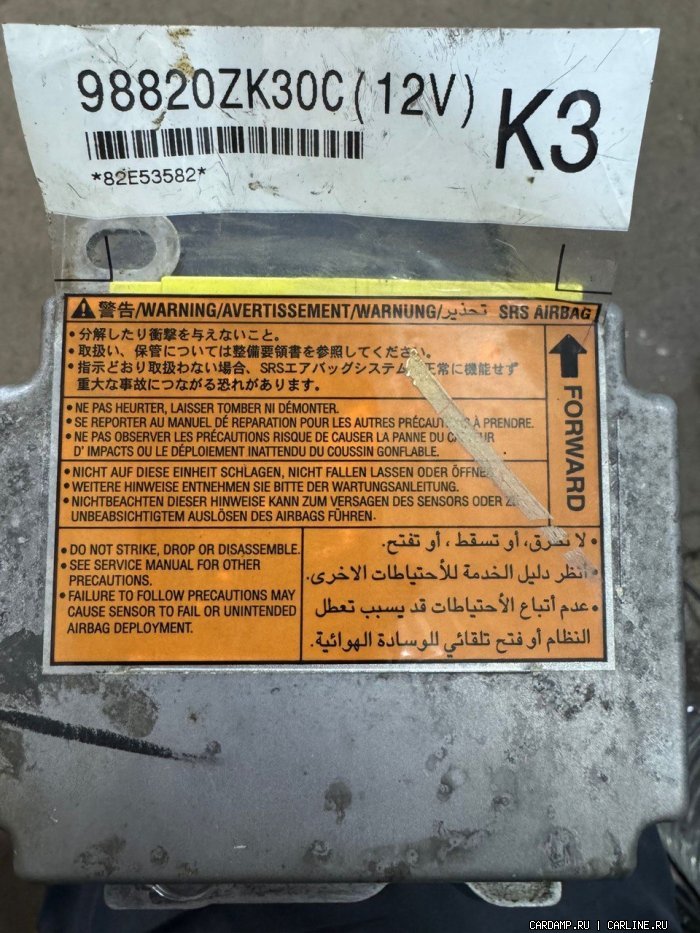 98820ZK30C(12V)
K3
*82E53582*
警告/WARNING/AVERTISSEMENT/WARNUNG/تحذير SRS AIRBAG
・分解したり衝撃を与えないこと。
・取扱い、保管については整備要領書を参照してください。
・指示どおり取扱わない場合、SRSエアバッグシステム 正常に機能せず
重大な事故につながる恐れがあります。
FORWARD
• NE PAS HEURTER, LAISSER TOMBER NI DÉMONTER.
• SE REPORTER AU MANUEL DE RÉPARATION POUR LES AUTRES PRÉCAUTIONS À PRENDRE.
• NE PAS OBSERVER LES PRÉCAUTIONS RISQUE DE CAUSER LA PANNE DU
D' IMPACTS OU LE DÉPLOIEMENT INATTENDU DU COUSSIN GONFLABLE.
• NICHT AUF DIESE EINHEIT SCHLAGEN, NICHT FALLEN LASSEN ODER ÖFFNEN
• WEITERE HINWEISE ENTNEHMEN SIE BITTE DER WARTUNGSANLEITUNG.
• NICHTBEACHTEN DIESER HINWEISE KANN ZUM VERSAGEN DES SENSORS ODER
UNBEABSICHTIGTEM AUSLÖSEN DES AIRBAGS FÜHREN.
• DO NOT STRIKE, DROP OR DISASSEMBLE.
• SEE SERVICE MANUAL FOR OTHER
PRECAUTIONS.
• FAILURE TO FOLLOW PRECAUTIONS MAY
CAUSE SENSOR TO FAIL OR UNINTENDED
AIRBAG DEPLOYMENT.
• لا تطرق، أو تسقط ، أو تفتح.
• أنظر دليل الخدمة للأحتياطات الاخرى.
• عدم أتباع الأحتياطات قد يسبب تعطل
النظام أو فتح تلقائي للوسادة الهوائية.
CARDAMP.RU | CARLINE.RU